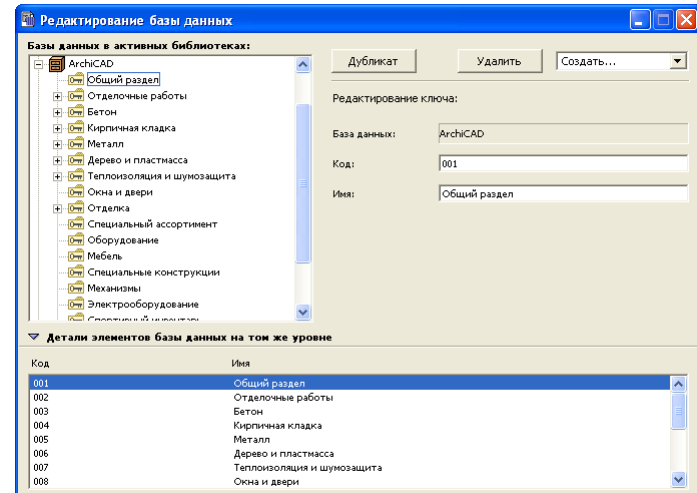 Редактирование базы данных
Базы данных в активных библиотеках:
ArchiCAD
Общий раздел
Отделочные работы
Бетон
Кирпичная кладка
Металл
Дерево и пластмасса
Теплоизоляция и шумозащита
Окна и двери
Отделка
Специальный ассортимент
Оборудование
Мебель
Специальные конструкции
Механизмы
Электрооборудование
Спортивный инвентарь
Дубликат Удалить Создать...
Редактирование ключа:
База данных: ArchiCAD
Код: 001
Имя: Общий раздел
Детали элементов базы данных на том же уровне
Код Имя
001 Общий раздел
002 Отделочные работы
003 Бетон
004 Кирпичная кладка
005 Металл
006 Дерево и пластмасса
007 Теплоизоляция и шумозащита
008 Окна и двери